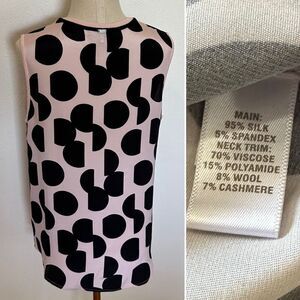 MAIN:
95% SILK
5% SPANDEX
NECK TRIM:
70% VISCOSE
15% POLYAMIDE
8% WOOL
7% CASHMERE